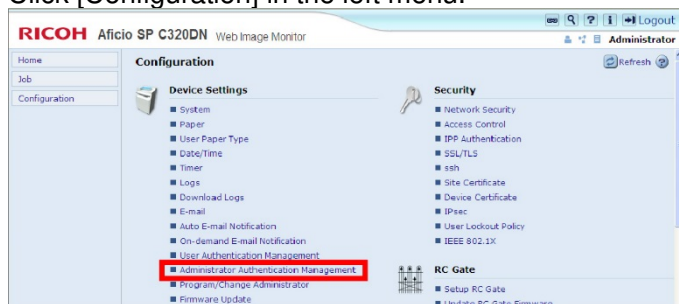 Click [Configuration] in the left menu.
Logout
RICOH Aficio SP C320DN Web Image Monitor
Administrator
Home
Job
Configuration
Configuration
Refresh
Device Settings
System
Paper
User Paper Type
Date/Time
Timer
Logs
Download Logs
E-mail
Auto E-mail Notification
On-demand E-mail Notification
User Authentication Management
Administrator Authentication Management
Program/Change Administrator
Firmware Update
Security
Network Security
Access Control
IPP Authentication
SSL/TLS
ssh
Site Certificate
Device Certificate
IPsec
User Lockout Policy
IEEE 802.1X
RC Gate
Setup RC Gate
Update RC Gate Firmware